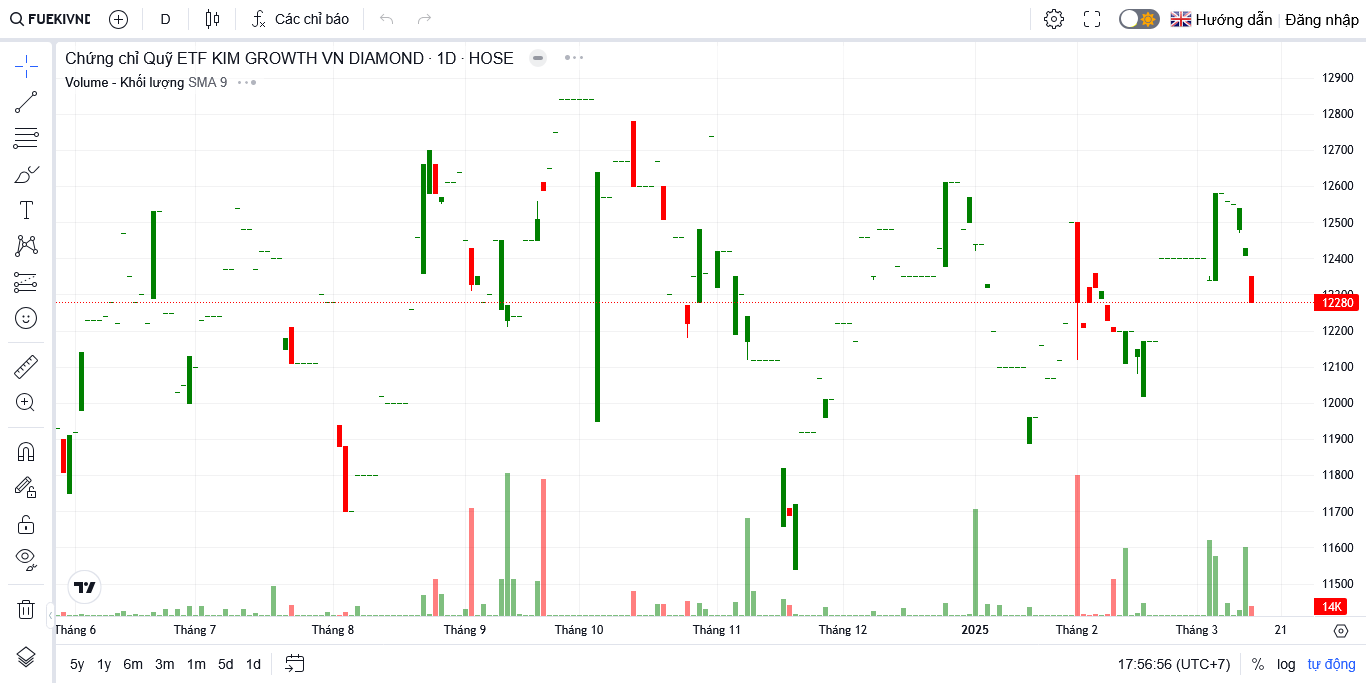 FUEKIVND D Các chỉ báo Hướng dẫn Đăng nhập
Chứng chỉ Quỹ ETF KIM GROWTH VN DIAMOND · 1D · HOSE
Volume - Khối lượng SMA 9
12900
12800
12700
12600
12500
12400
12300
12280
12200
12100
12000
11900
11800
11700
11600
11500
14K
Tháng 6 Tháng 7 Tháng 8 Tháng 9 Tháng 10 Tháng 11 Tháng 12 2025 Tháng 2 Tháng 3 21
5y 1y 6m 3m 1m 5d 1d 17:56:56 (UTC+7) % log tự động